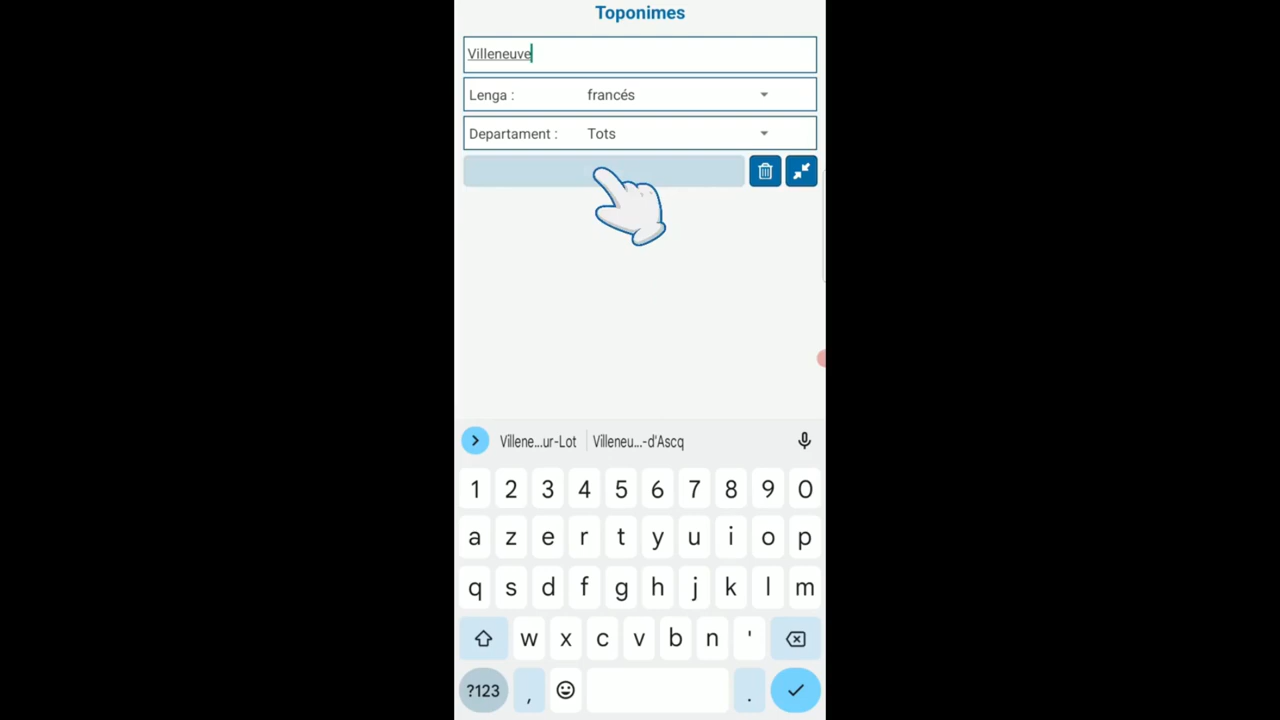 Toponimes
Villeneuve
Lenga : francés
Departament : Tots
Villene...ur-Lot Villeneu...-d'Ascq
1 2 3 4 5 6 7 8 9 0
a z e r t y u i o p
q s d f g h j k l m
w x c v b n '
?123 , .